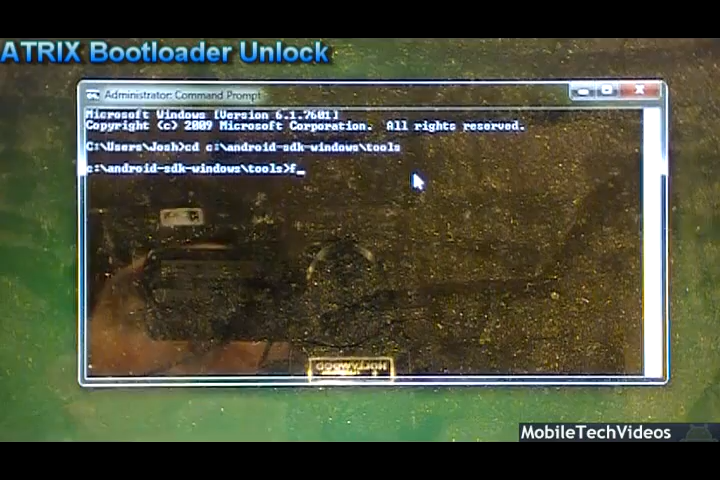 ATRIX Bootloader Unlock
Administrator: Command Prompt
Microsoft Windows [Version 6.1.7601]
Copyright (c) 2009 Microsoft Corporation. All rights reserved.
C:\Users\Josh>cd c:\android-sdk-windows\tools
c:\android-sdk-windows\tools>f_
MobileTechVideos